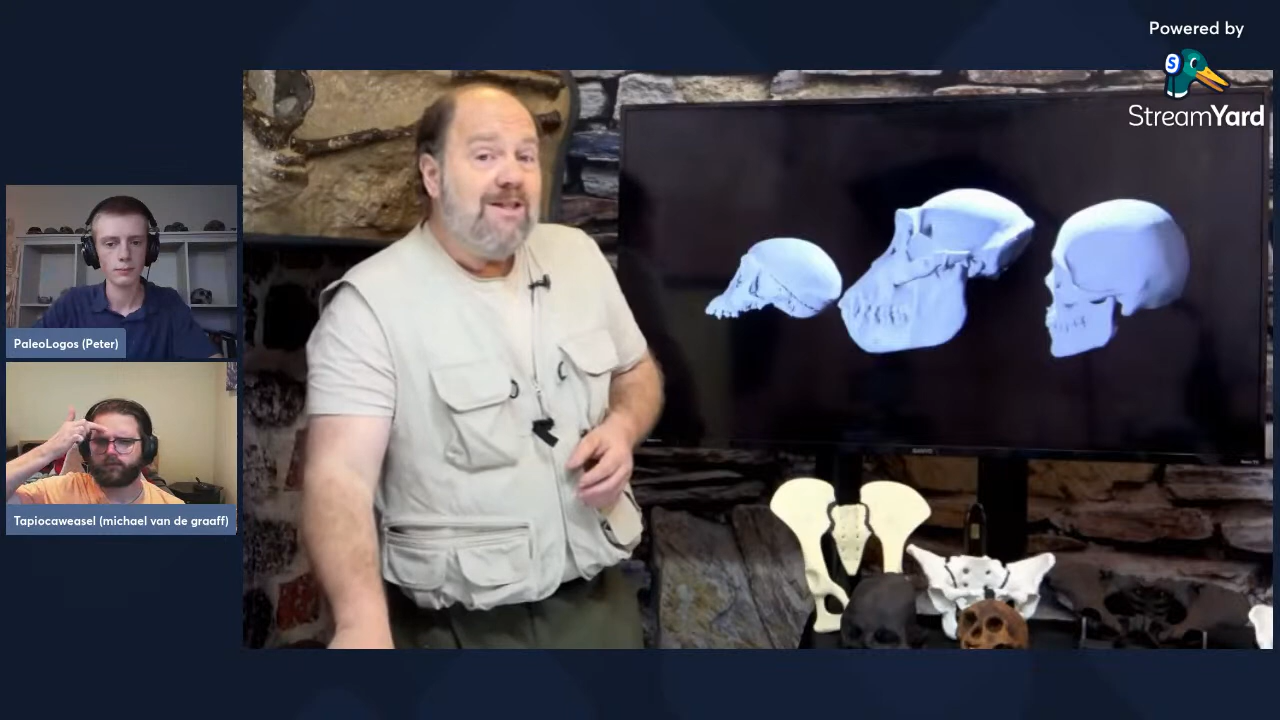 Powered by
S
StreamYard
PaleoLogos (Peter)
Tapiocaweasel (michael van de graaff)